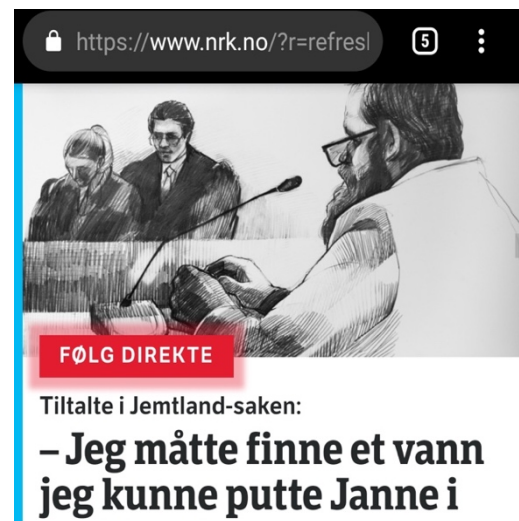 https://www.nrk.no/?r=refresl
5
FØLG DIREKTE
Tiltalte i Jemtland-saken:
– Jeg måtte finne et vann
jeg kunne putte Janne i